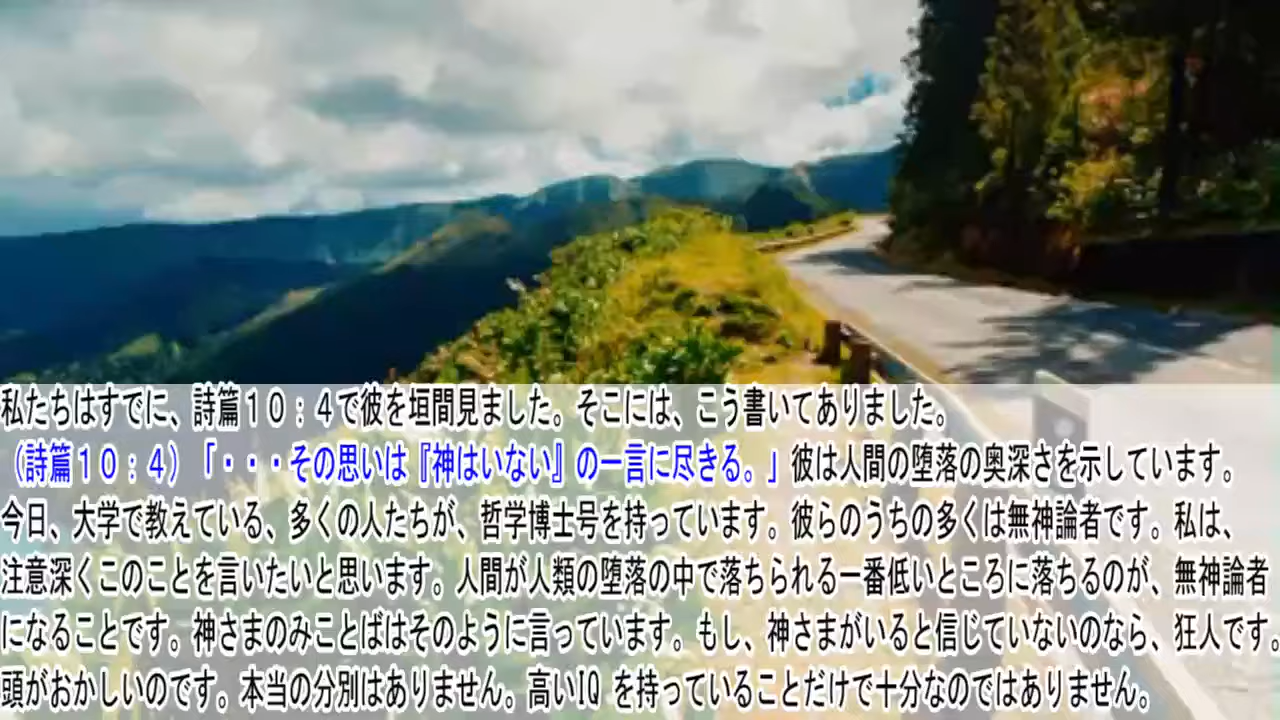 私たちはすでに、詩篇１０：４で彼を垣間見ました。そこには、こう書いてありました。
（詩篇１０：４）「・・・その思いは『神はいない』の一言に尽きる。」彼は人間の堕落の奥深さを示しています。
今日、大学で教えている、多くの人たちが、哲学博士号を持っています。彼らのうちの多くは無神論者です。私は、
注意深くこのことを言いたいと思います。人間が人類の堕落の中で落ちられる一番低いところに落ちるのが、無神論者
になることです。神さまのみことばはそのように言っています。もし、神さまがいると信じていないのなら、狂人です。
頭がおかしいのです。本当の分別はありません。高いIQ を持っていることだけで十分なのではありません。